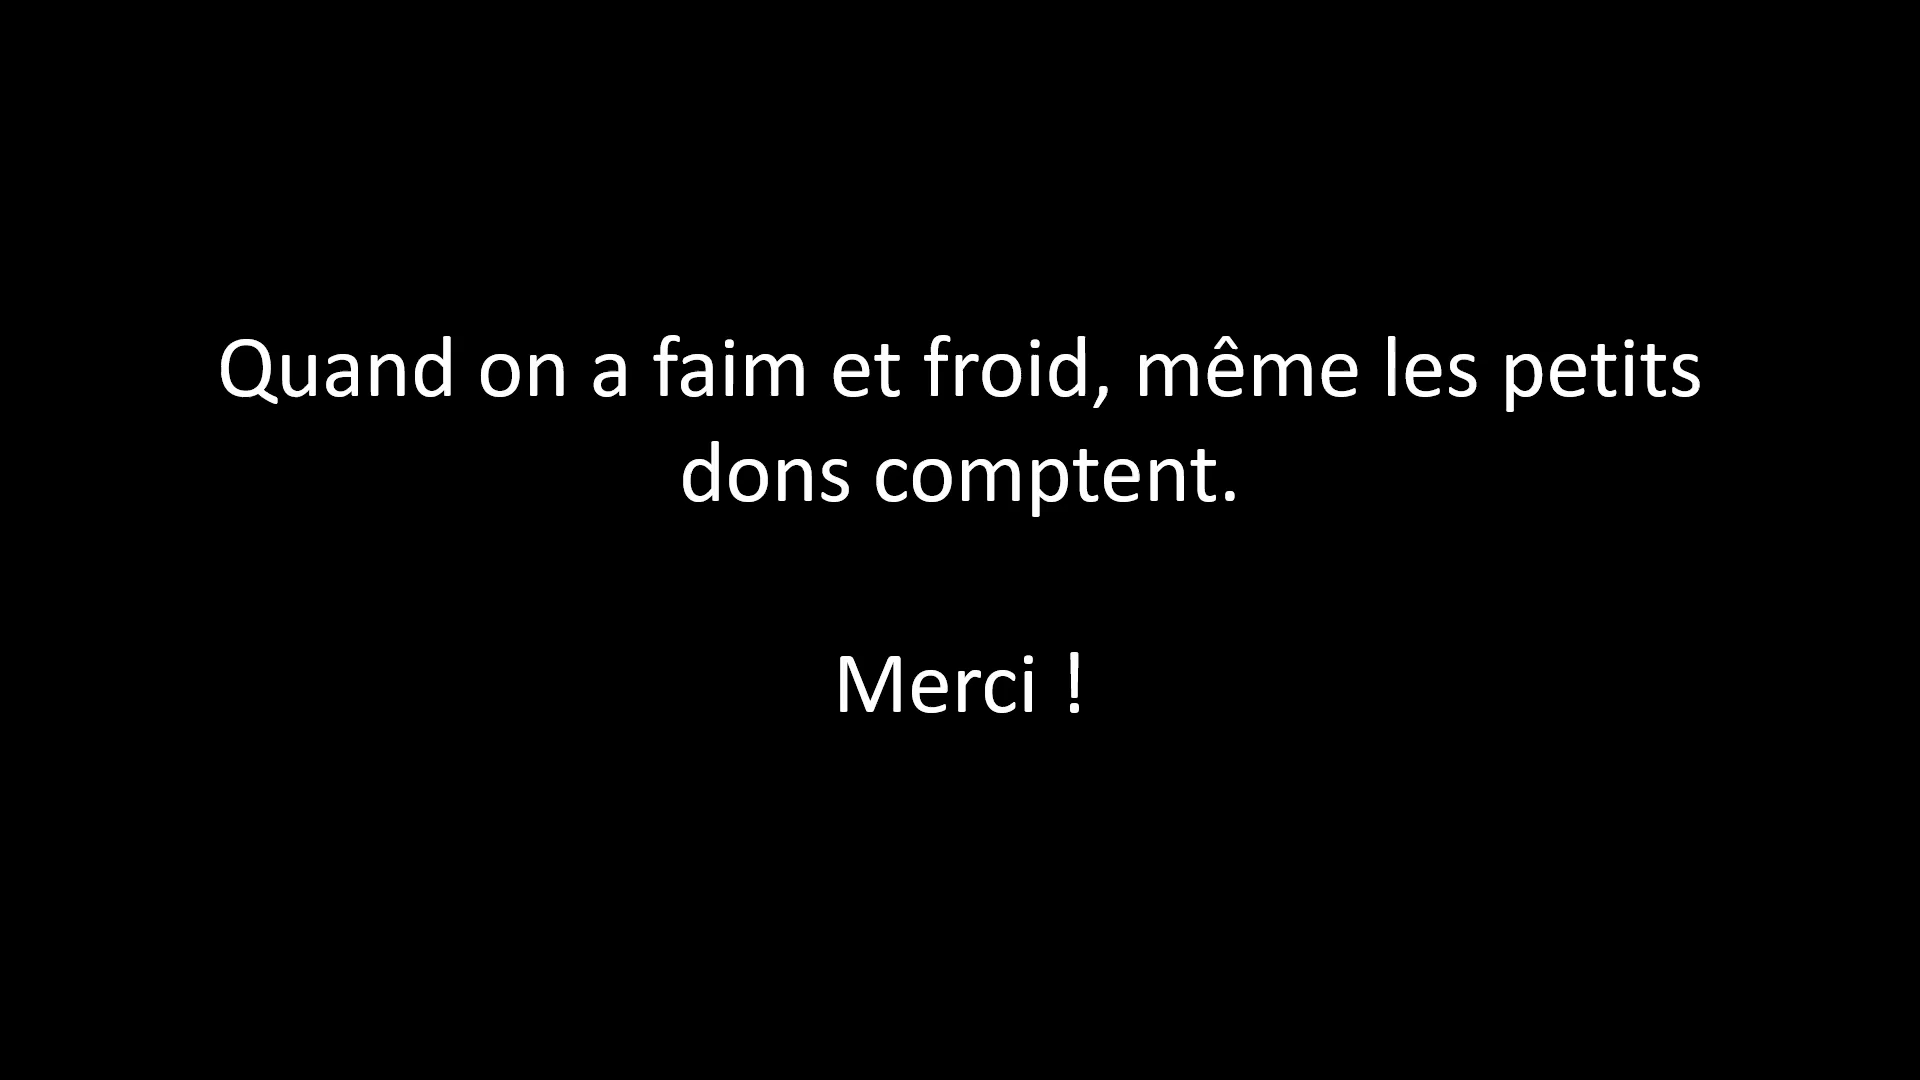 Quand on a faim et froid, même les petits
dons comptent.
Merci !